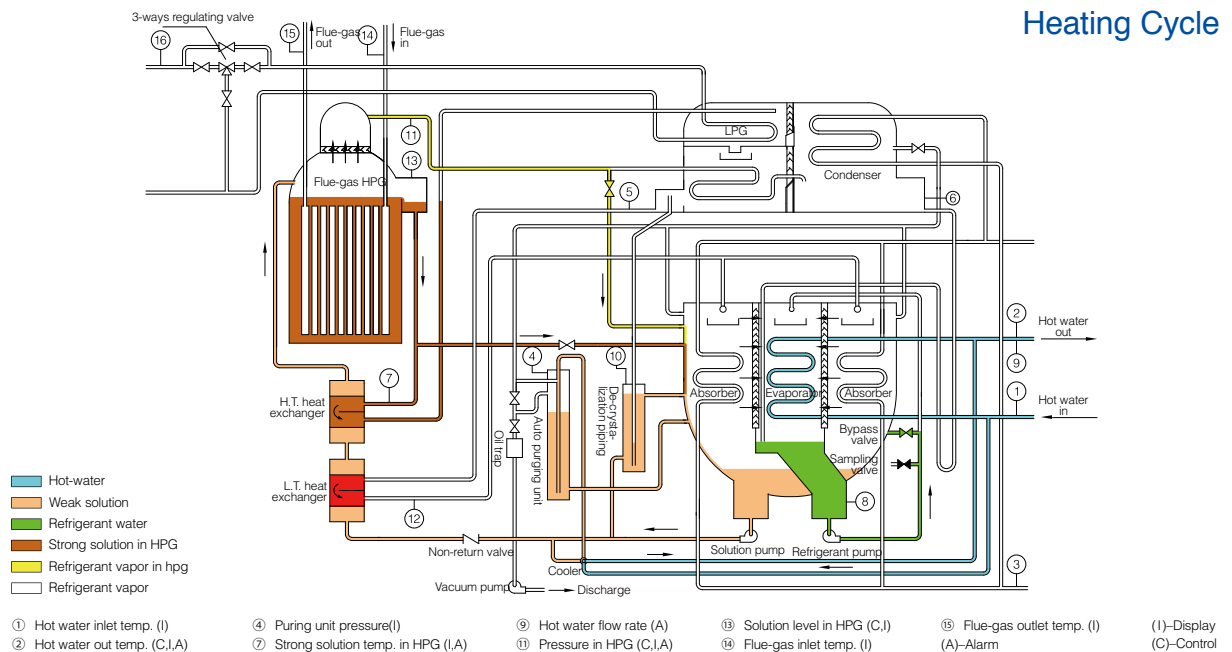 Heating Cycle
3-ways regulating valve
16
15
Flue-gas
out
14
Flue-gas
in
11
13
Flue-gas HPG
5
LPG
Condenser
6
2
Hot water
out
9
1
Hot water
in
4
10
7
H.T. heat
exchanger
L.T. heat
exchanger
12
Oil trap
Auto purging unit
De-crysta-
lization piping
Absorber
Evaporator
Absorber
Bypass
valve
Sampling
valve
8
Non-return valve
Solution pump
Refrigerant pump
Cooler
Vacuum pump
Discharge
3
Hot-water
Weak solution
Refrigerant water
Strong solution in HPG
Refrigerant vapor in hpg
Refrigerant vapor
① Hot water inlet temp. (I)
④ Puring unit pressure(I)
⑨ Hot water flow rate (A)
⑬ Solution level in HPG (C,I)
⑮ Flue-gas outlet temp. (I)
(I)–Display
② Hot water out temp. (C,I,A)
⑦ Strong solution temp. in HPG (I,A)
⑪ Pressure in HPG (C,I,A)
⑭ Flue-gas inlet temp. (I)
(A)–Alarm
(C)–Control